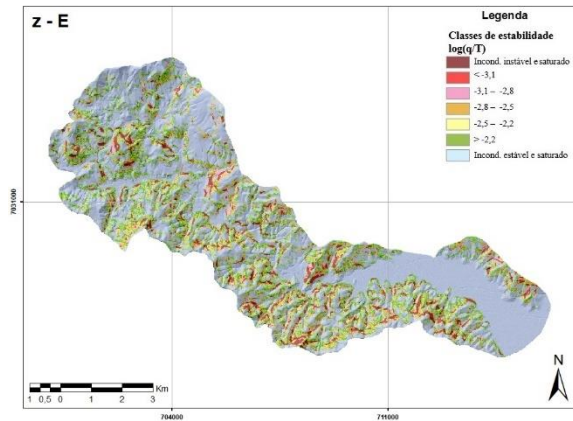 z - E
Legenda
Classes de estabilidade
log(q/T)
Incond. instável e saturado
< -3,1
-3,1 – -2,8
-2,8 – -2,5
-2,5 – -2,2
> -2,2
Incond. estável e saturado
7031000
N
1 0,5 0 1 2 3
Km
704000 711000